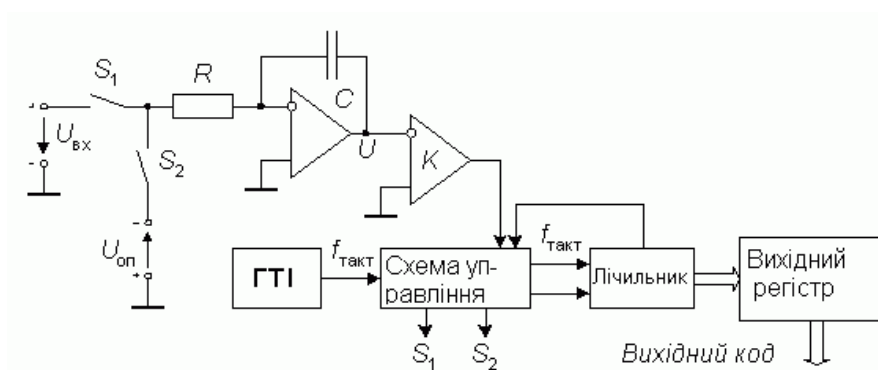 S1
R
C
+
-
Uвх
S2
U
K
-
+
Uоп
fтакт
ГТІ
Схема уп-
равління
fтакт
Лічильник
Вихідний
регістр
S1
S2
Вихідний код